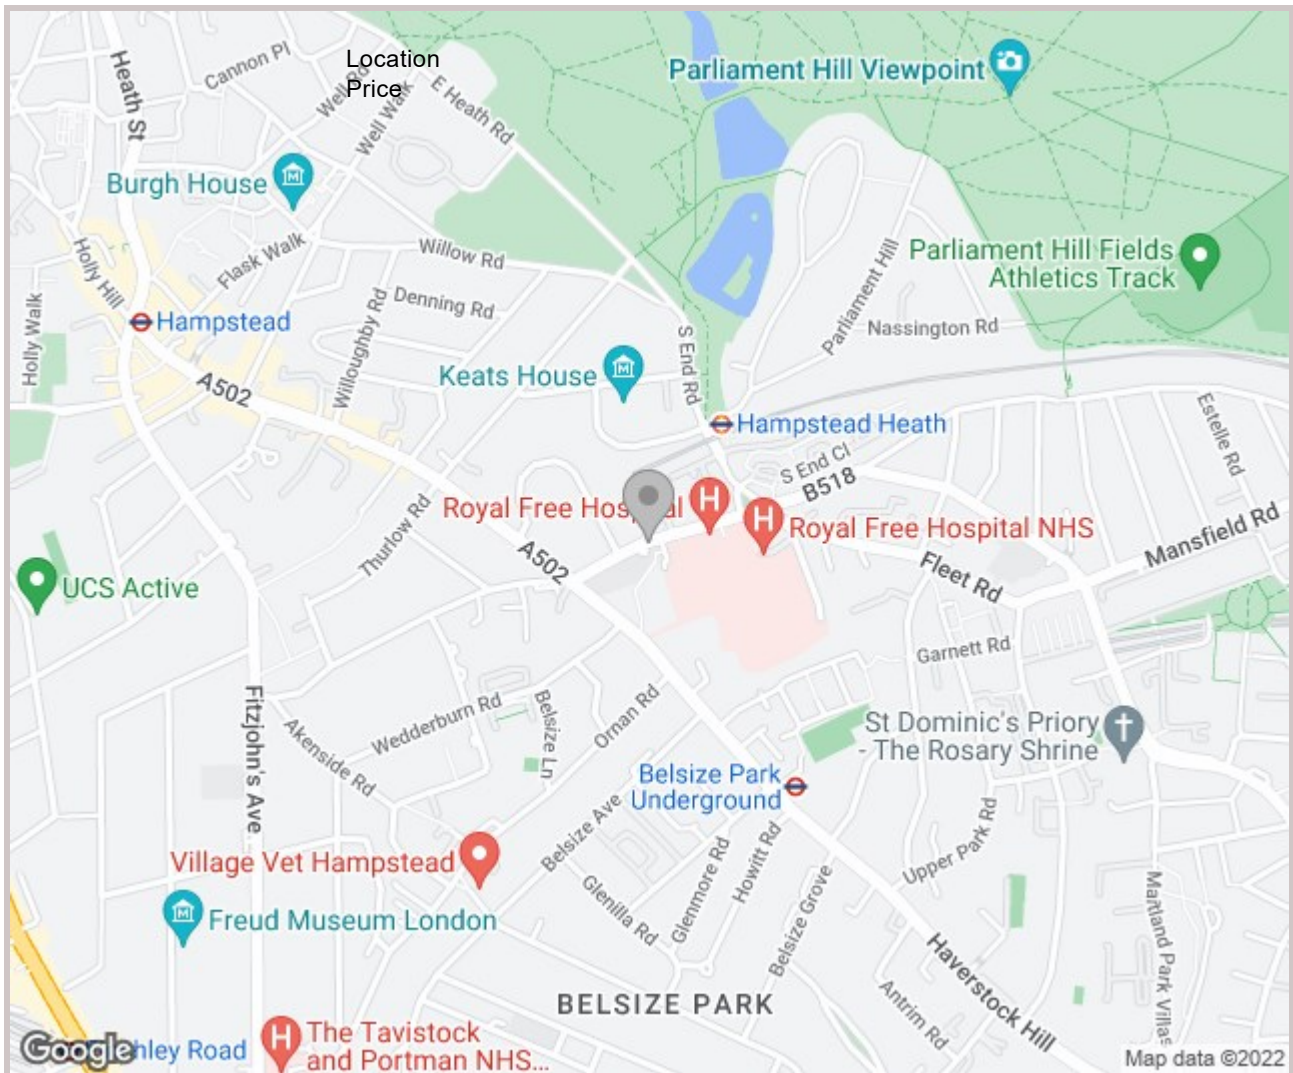 Heath St
Cannon Pl
Well Rd
Location
Price
Well Walk
E Heath Rd
Parliament Hill Viewpoint
Burgh House
Holly Hill
Flask Walk
Willow Rd
Parliament Hill
Parliament Hill Fields
Athletics Track
Holly Walk
Hampstead
Denning Rd
Willoughby Rd
S End Rd
Nassington Rd
A502
Keats House
Hampstead Heath
Estelle Rd
S End Cl
B518
Royal Free Hospital
Royal Free Hospital NHS
Mansfield Rd
Thurlow Rd
A502
Fleet Rd
UCS Active
Garnett Rd
Fitzjohn's Ave
Akenside Rd
Wedderburn Rd
Belsize Ln
Ornan Rd
St Dominic's Priory
- The Rosary Shrine
Belsize Park
Underground
Belsize Ave
Village Vet Hampstead
Howitt Rd
Upper Park Rd
Glenilla Rd
Glenmore Rd
Belsize Grove
Maitland Park Villas
Freud Museum London
Haverstock Hill
BELSIZE PARK
Antrim Rd
Google
hley Road
The Tavistock
and Portman NHS...
Map data ©2022